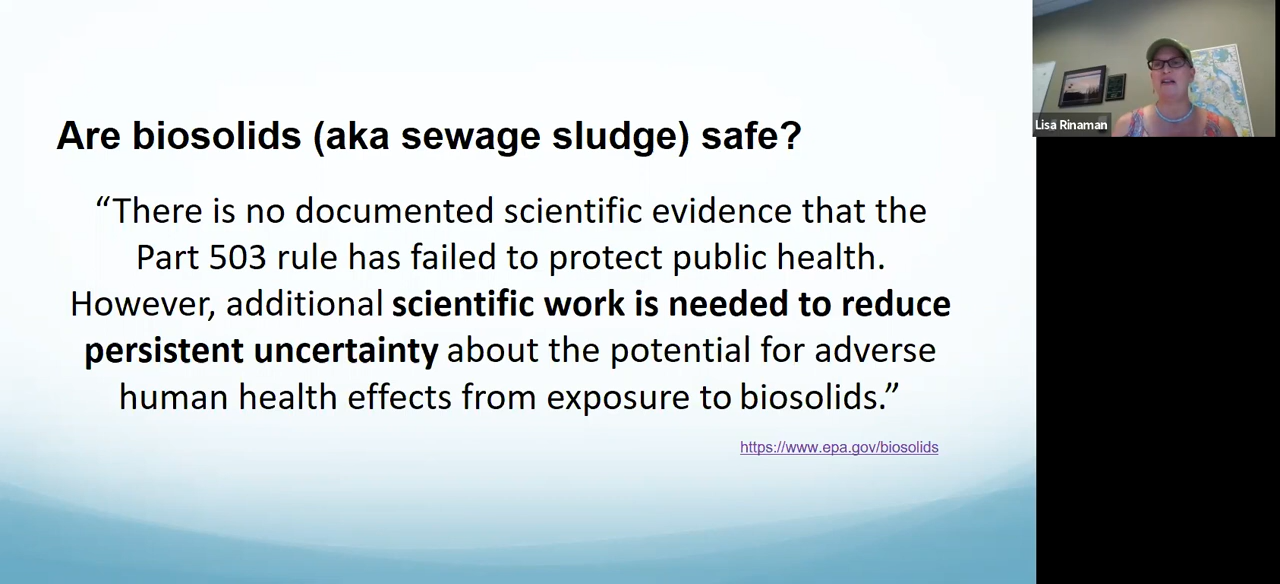 Are biosolids (aka sewage sludge) safe?
“There is no documented scientific evidence that the
Part 503 rule has failed to protect public health.
However, additional scientific work is needed to reduce
persistent uncertainty about the potential for adverse
human health effects from exposure to biosolids.”
https://www.epa.gov/biosolids
Lisa Rinaman